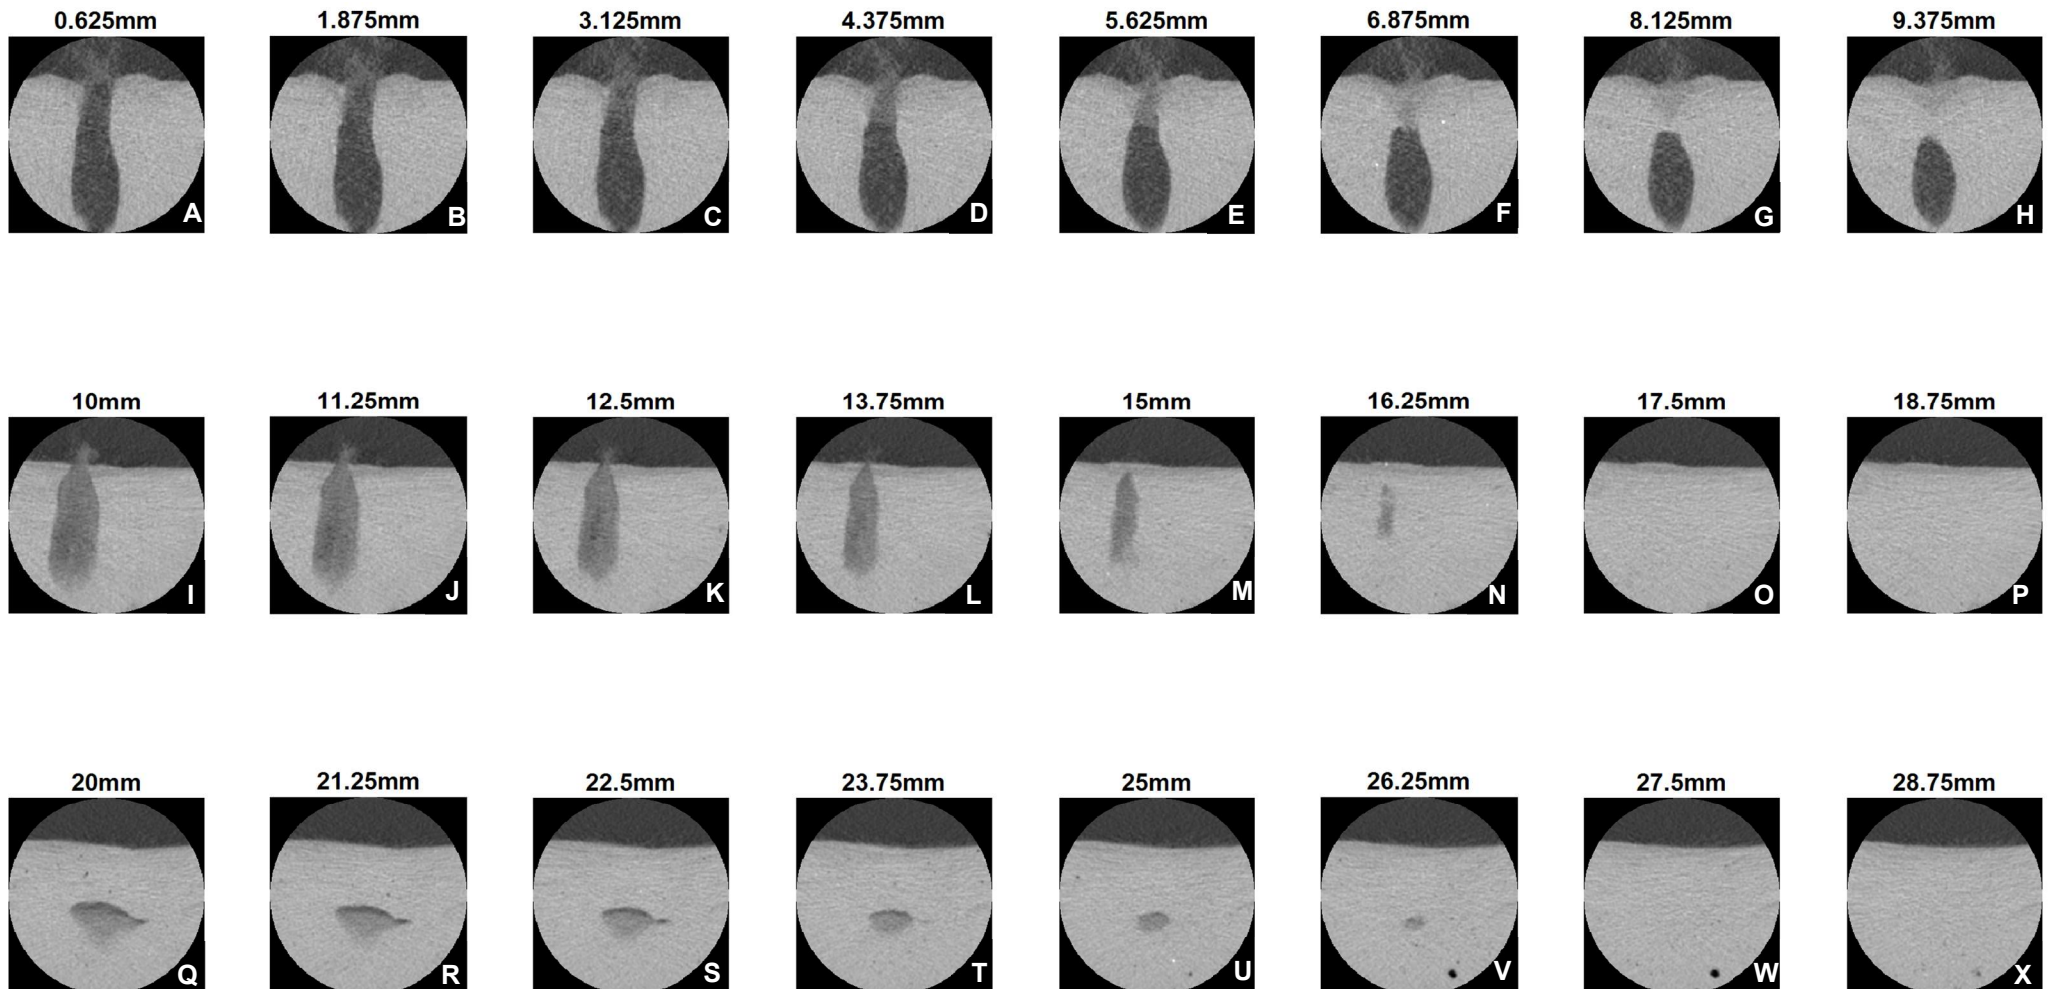 0.625mm 1.875mm 3.125mm 4.375mm 5.625mm 6.875mm 8.125mm 9.375mm
A B C D E F G H
10mm 11.25mm 12.5mm 13.75mm 15mm 16.25mm 17.5mm 18.75mm
I J K L M N O P
20mm 21.25mm 22.5mm 23.75mm 25mm 26.25mm 27.5mm 28.75mm
Q R S T U V W X